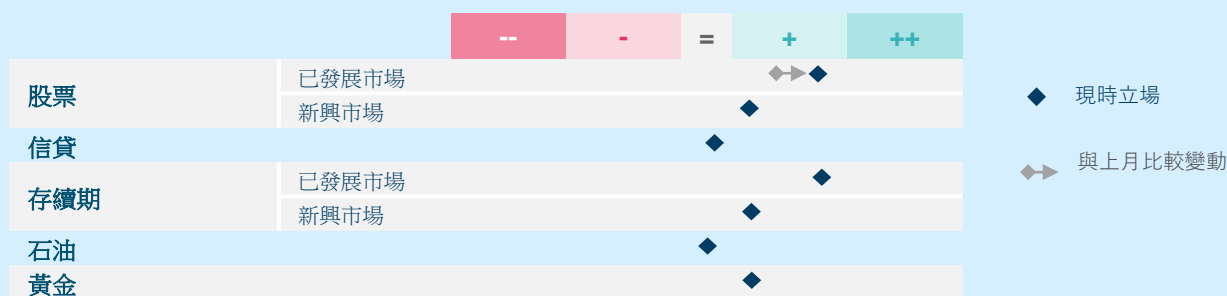 -- - = + ++
股票
已發展市場
新興市場
信貸
存續期
已發展市場
新興市場
石油
黃金
現時立場
與上月比較變動